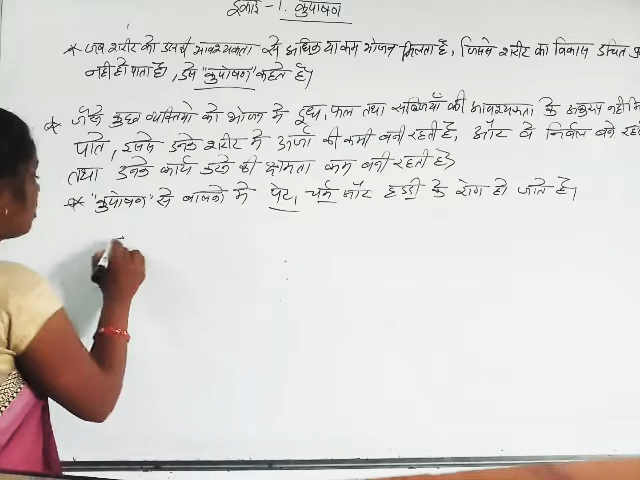 इकाई - 1. कुपोषण
* जब शरीर को उसकी आवश्यकता से अधिक या कम भोजन मिलता है, जिससे शरीर का विकास उचित
नही हो पाता है, उसे "कुपोषण" कहते है।
* जैसे कुछ व्यक्तियो को भोजन मे दूध, फल तथा सब्जियाँ की आवश्यकता के अनुरूप नही
पाते, इससे उनके शरीर मे ऊर्जा की कमी बनी रहती है, और वे निर्बल बने
तथा उनके कार्य करने की क्षमता कम बनी रहती है
* "कुपोषण" से बालको मे पेट, चर्म और हड्डी के रोग हो जाते है।